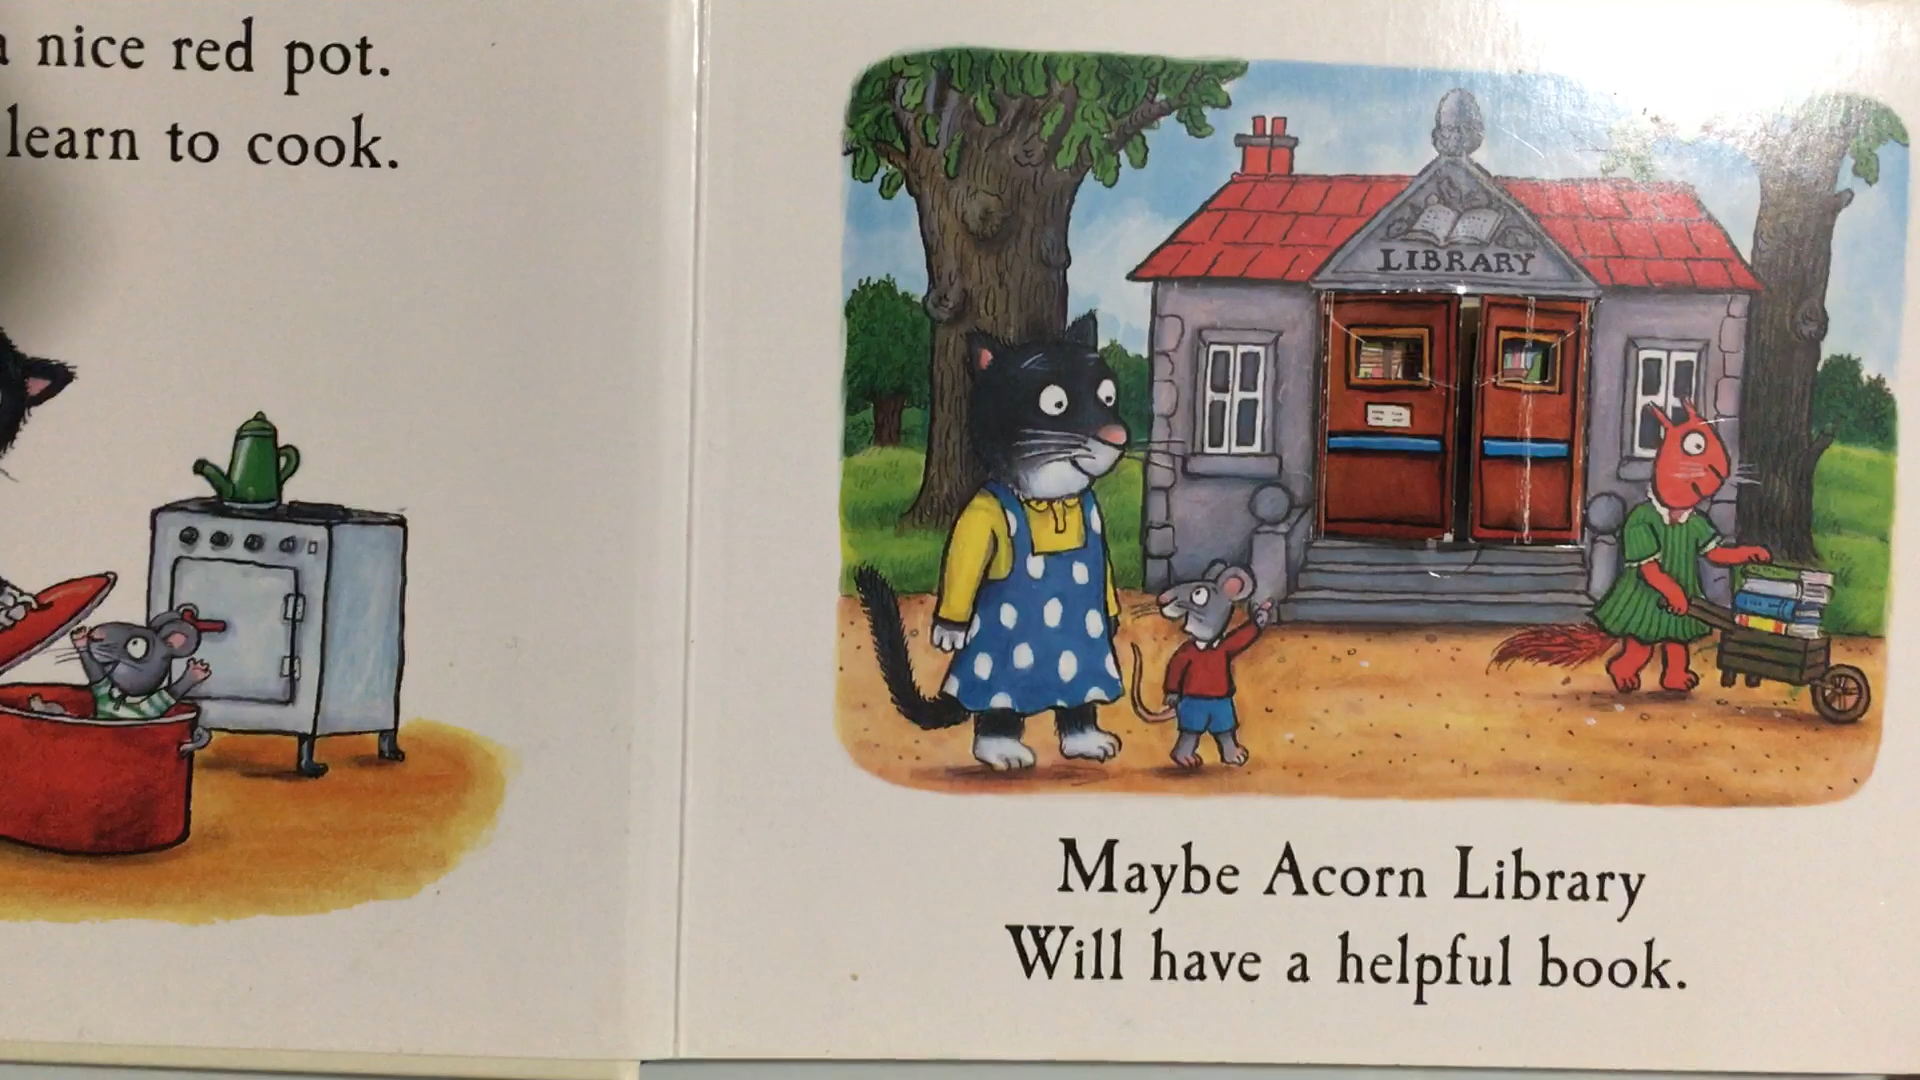 nice red pot.
learn to cook.
LIBRARY
Maybe Acorn Library
Will have a helpful book.